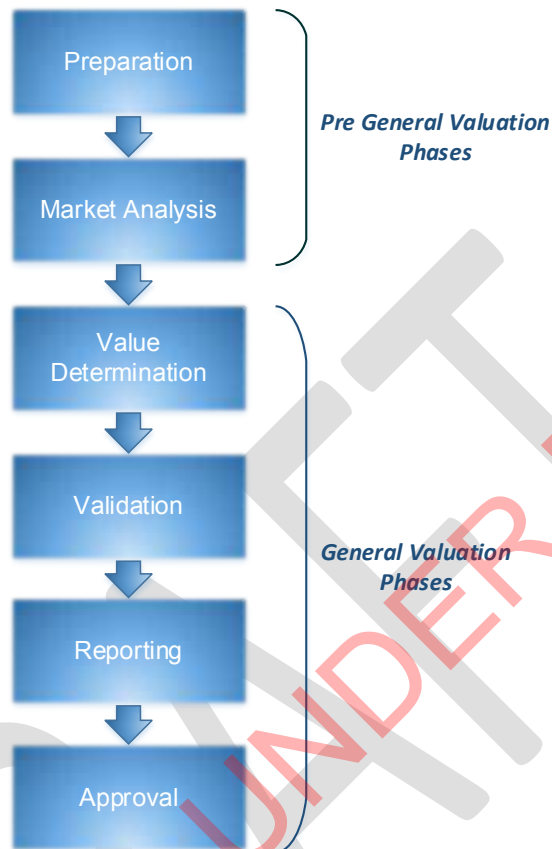 Preparation
Pre General Valuation
Phases
Market Analysis
Value
Determination
Validation
General Valuation
Phases
Reporting
Approval
UNDER